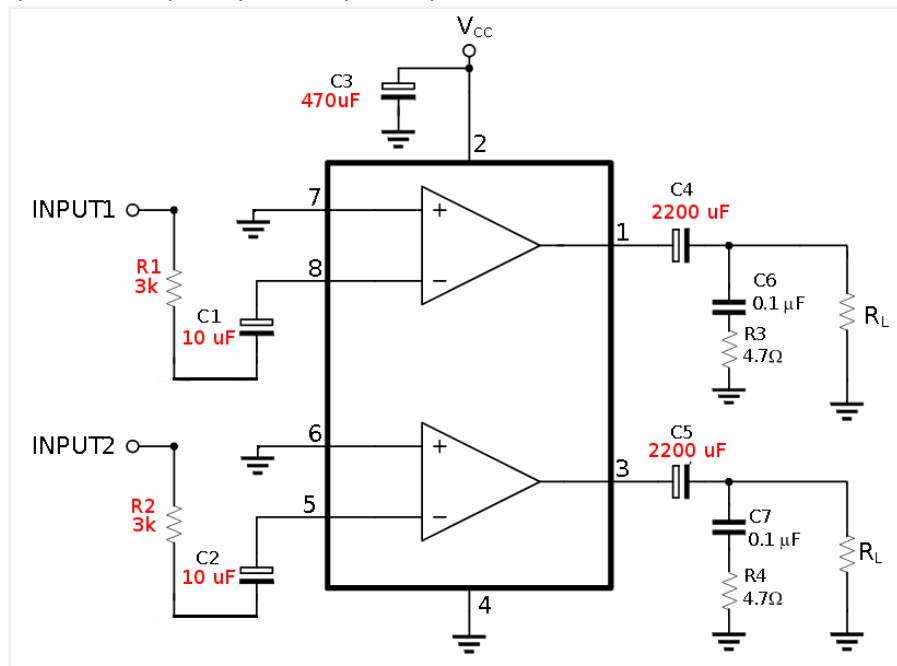 VCC
C3
470uF
2
INPUT1
7
+
C4
2200 uF
1
R1
3k
8
−
C6
0.1 µF
C1
10 uF
R3
4.7Ω
RL
INPUT2
6
+
C5
2200 uF
3
R2
3k
5
−
C7
0.1 µF
C2
10 uF
R4
4.7Ω
RL
4